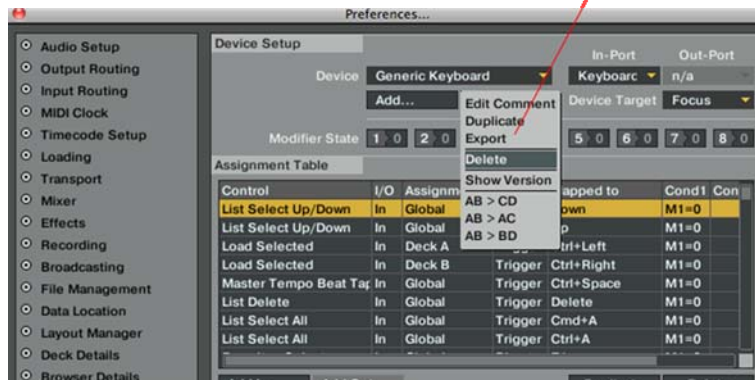 Preferences...
Audio Setup
Output Routing
Input Routing
MIDI Clock
Timecode Setup
Loading
Transport
Mixer
Effects
Recording
Broadcasting
File Management
Data Location
Layout Manager
Deck Details
Browser Details
Device Setup
In-Port Out-Port
Device Generic Keyboard Keyboarc n/a
Add... Device Target Focus
Modifier State 1 0 2 0 5 0 6 0 7 0 8 0
Edit Comment
Duplicate
Export
Delete
Show Version
AB > CD
AB > AC
AB > BD
Assignment Table
Control I/O Assignm apped to Cond1 Con
List Select Up/Down In Global own M1=0
List Select Up/Down In Global p M1=0
Load Selected In Deck A trl+Left M1=0
Load Selected In Deck B Trigger Ctrl+Right M1=0
Master Tempo Beat Tap In Global Trigger Ctrl+Space M1=0
List Delete In Global Trigger Delete M1=0
List Select All In Global Trigger Cmd+A M1=0
List Select All In Global Trigger Ctrl+A M1=0